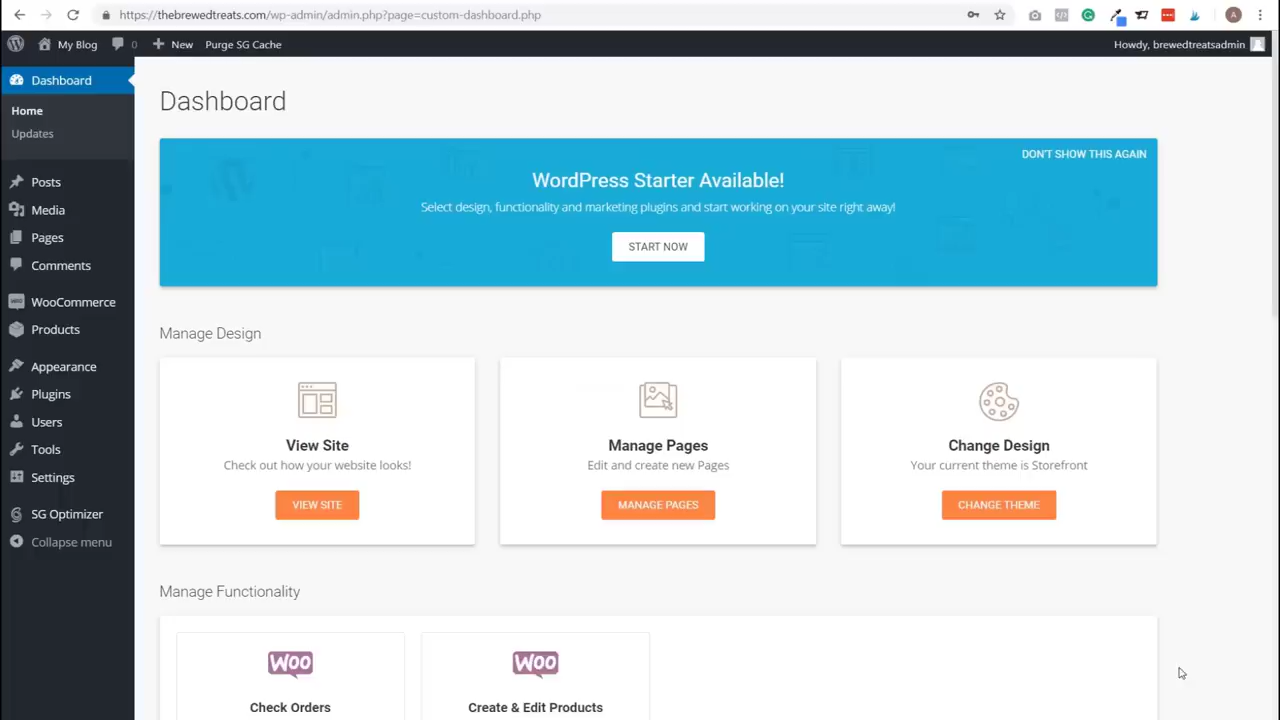 https://thebrewedtreats.com/wp-admin/admin.php?page=custom-dashboard.php
A
My Blog 0 New Purge SG Cache Howdy, brewedtreatsadmin
Dashboard
Home
Updates
Posts
Media
Pages
Comments
WooCommerce
Products
Appearance
Plugins
Users
Tools
Settings
SG Optimizer
Collapse menu
Dashboard
DON'T SHOW THIS AGAIN
WordPress Starter Available!
Select design, functionality and marketing plugins and start working on your site right away!
START NOW
Manage Design
View Site
Check out how your website looks!
VIEW SITE
Manage Pages
Edit and create new Pages
MANAGE PAGES
Change Design
Your current theme is Storefront
CHANGE THEME
Manage Functionality
WOO
Check Orders
WOO
Create & Edit Products